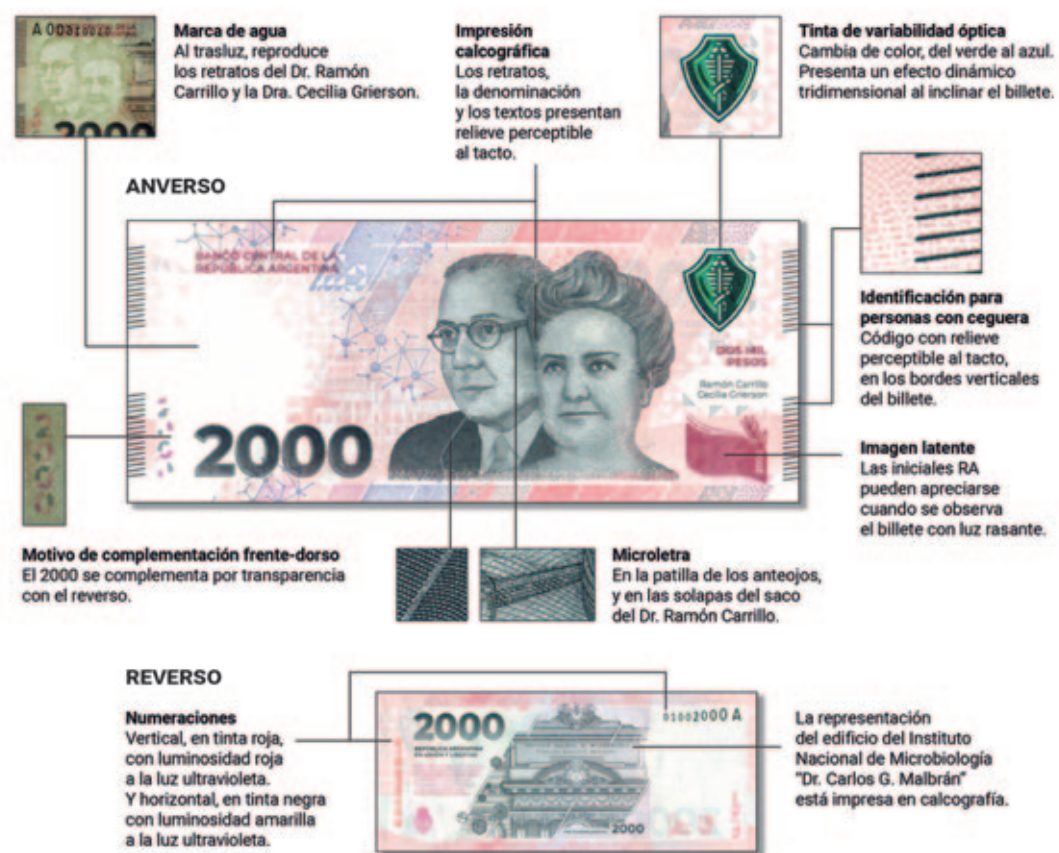 A 00010040
2000
Marca de agua
Al trasluz, reproduce
los retratos del Dr. Ramón
Carrillo y la Dra. Cecilia Grierson.
Impresión
calcográfica
Los retratos,
la denominación
y los textos presentan
relieve perceptible
al tacto.
Tinta de variabilidad óptica
Cambia de color, del verde al azul.
Presenta un efecto dinámico
tridimensional al inclinar el billete.
ANVERSO
BANCO CENTRAL DE LA
REPÚBLICA ARGENTINA
DOS MIL
PESOS
Ramón Carrillo
Cecilia Grierson
2000
Identificación para
personas con ceguera
Código con relieve
perceptible al tacto,
en los bordes verticales
del billete.
Imagen latente
Las iniciales RA
pueden apreciarse
cuando se observa
el billete con luz rasante.
Motivo de complementación frente-dorso
El 2000 se complementa por transparencia
con el reverso.
Microletra
En la patilla de los anteojos,
y en las solapas del saco
del Dr. Ramón Carrillo.
REVERSO
Numeraciones
Vertical, en tinta roja,
con luminosidad roja
a la luz ultravioleta.
Y horizontal, en tinta negra
con luminosidad amarilla
a la luz ultravioleta.
2000
REPÚBLICA ARGENTINA
EN UNIÓN Y LIBERTAD
01002000 A
2000
La representación
del edificio del Instituto
Nacional de Microbiología
"Dr. Carlos G. Malbrán"
está impresa en calcografía.